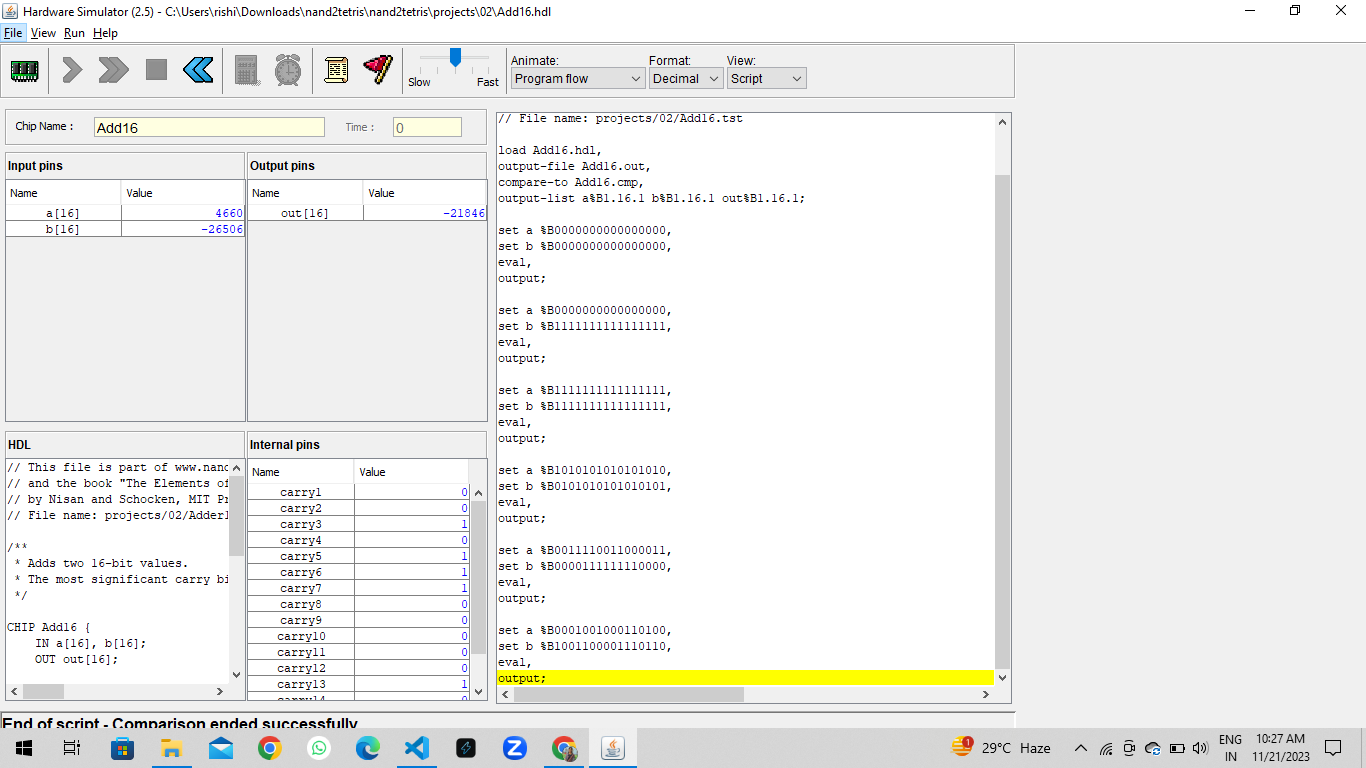 Hardware Simulator (2.5) - C:\Users\rishi\Downloads\nand2tetris\nand2tetris\projects\02\Add16.hdl
File View Run Help
Slow Fast
Animate: Format: View:
Program flow Decimal Script
Chip Name : Add16 Time : 0
Input pins
Name Value
a[16] 4660
b[16] -26506
Output pins
Name Value
out[16] -21846
HDL
// This file is part of www.nand
// and the book "The Elements of
// by Nisan and Schocken, MIT Pr
// File name: projects/02/Adder1
/**
* Adds two 16-bit values.
* The most significant carry bi
*/
CHIP Add16 {
IN a[16], b[16];
OUT out[16];
Internal pins
Name Value
carry1 0
carry2 0
carry3 1
carry4 0
carry5 1
carry6 1
carry7 1
carry8 0
carry9 0
carry10 0
carry11 0
carry12 0
carry13 1
carry14 0
// File name: projects/02/Add16.tst
load Add16.hdl,
output-file Add16.out,
compare-to Add16.cmp,
output-list a%B1.16.1 b%B1.16.1 out%B1.16.1;
set a %B0000000000000000,
set b %B0000000000000000,
eval,
output;
set a %B0000000000000000,
set b %B1111111111111111,
eval,
output;
set a %B1111111111111111,
set b %B1111111111111111,
eval,
output;
set a %B1010101010101010,
set b %B0101010101010101,
eval,
output;
set a %B0011110011000011,
set b %B0000111111110000,
eval,
output;
set a %B0001001000110100,
set b %B1001100001110110,
eval,
output;
End of script - Comparison ended successfully
1 29°C Haze ENG 10:27 AM
IN 11/21/2023